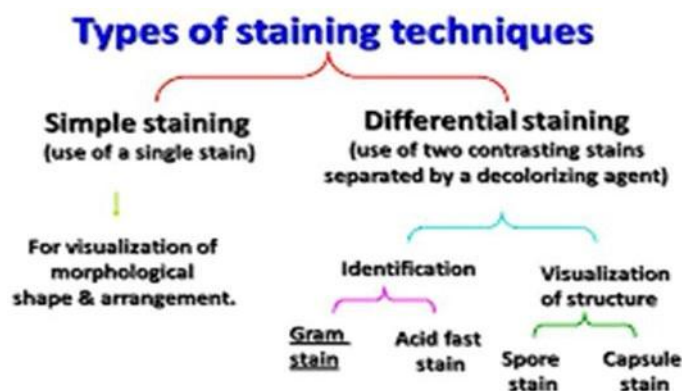 Types of staining techniques
Simple staining
(use of a single stain)
For visualization of
morphological
shape & arrangement.
Differential staining
(use of two contrasting stains
separated by a decolorizing agent)
Identification
Gram
stain
Acid fast
stain
Visualization
of structure
Spore
stain
Capsule
stain